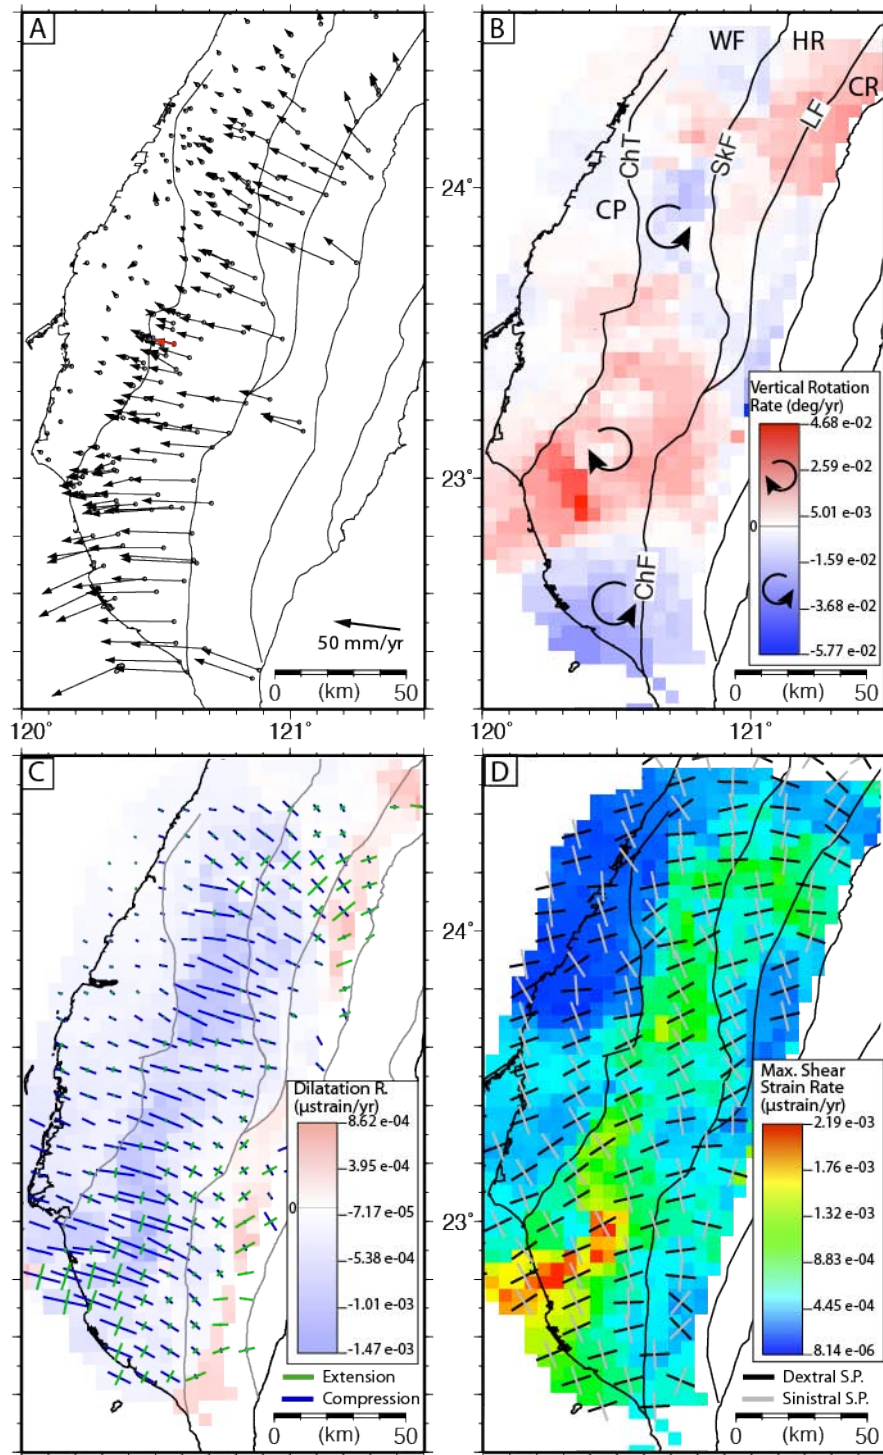 A
B
WF
HR
CR
LF
ChT
SkF
24°
CP
Vertical Rotation
Rate (deg/yr)
4.68 e-02
2.59 e-02
5.01 e-03
0
-1.59 e-02
-3.68 e-02
-5.77 e-02
23°
ChF
50 mm/yr
0 (km) 50
0 (km) 50
120° 121° 120° 121°
C
D
24°
Dilatation R.
(µstrain/yr)
8.62 e-04
3.95 e-04
0
-7.17 e-05
-5.38 e-04
-1.01 e-03
-1.47 e-03
Max. Shear
Strain Rate
(µstrain/yr)
2.19 e-03
1.76 e-03
1.32 e-03
8.83 e-04
4.45 e-04
8.14 e-06
23°
Extension
Compression
0 (km) 50
Dextral S.P.
Sinistral S.P.
0 (km) 50